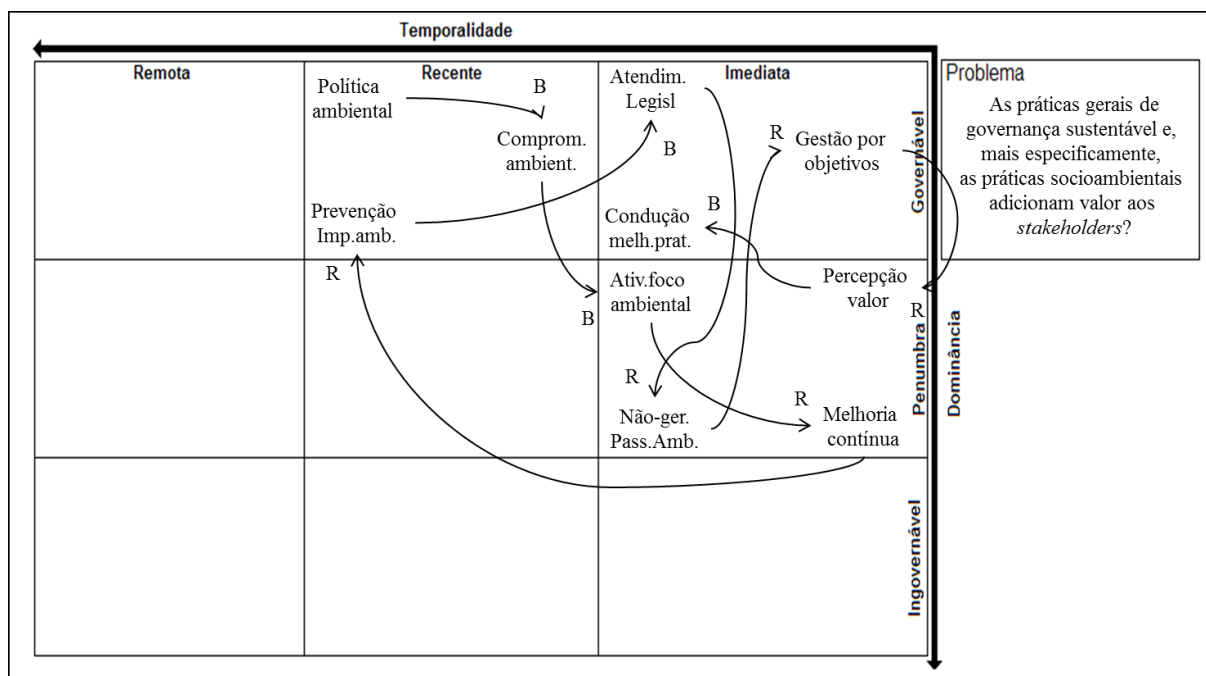 Temporalidade
Remota
Recente
Imediata
Problema
Política
ambiental
B
Comprom.
ambient.
Atendim.
Legisl
B
R
Gestão por
objetivos
Governável
As práticas gerais de
governança sustentável e,
mais especificamente,
as práticas socioambientais
adicionam valor aos
stakeholders?
Prevenção
Imp.amb.
R
Condução
melh.prat.
B
Ativ.foco
ambiental
B
Percepção
valor
R
Penumbra
Dominância
R
Não-ger.
Pass.Amb.
R
Melhoria
contínua
Ingovernável